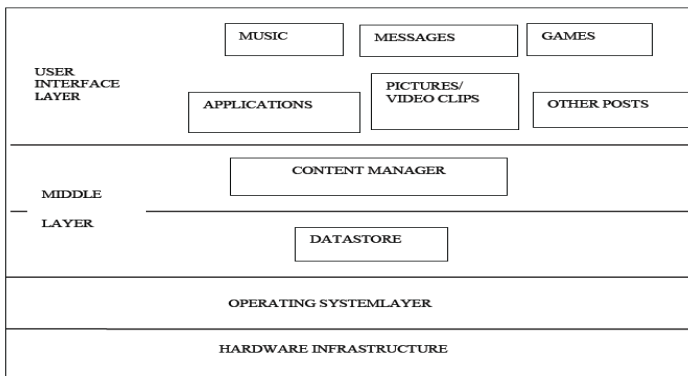 MUSIC
MESSAGES
GAMES
USER
INTERFACE
LAYER
APPLICATIONS
PICTURES/
VIDEO CLIPS
OTHER POSTS
CONTENT MANAGER
MIDDLE
LAYER
DATASTORE
OPERATING SYSTEMLAYER
HARDWARE INFRASTRUCTURE